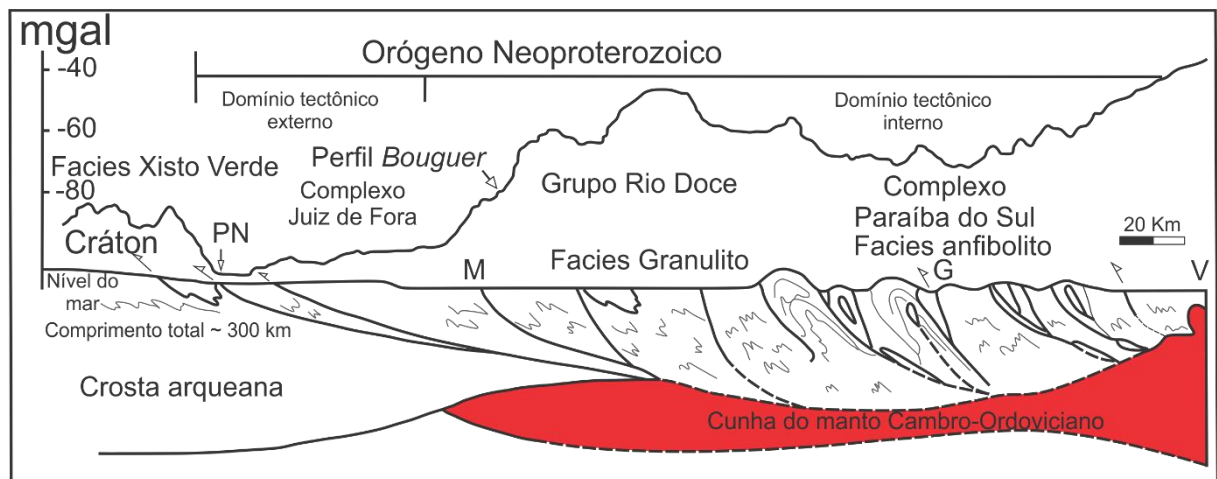 mgal
Orógeno Neoproterozoico
-40
Domínio tectônico
externo
Domínio tectônico
interno
-60
Perfil Bouguer
Facies Xisto Verde
-80
Complexo
Juiz de Fora
Grupo Rio Doce
Complexo
Paraíba do Sul
Facies anfibolito
20 Km
PN
Cráton
M
Facies Granulito
G
V
Nível do
mar
Comprimento total ~ 300 km
Crosta arqueana
Cunha do manto Cambro-Ordoviciano